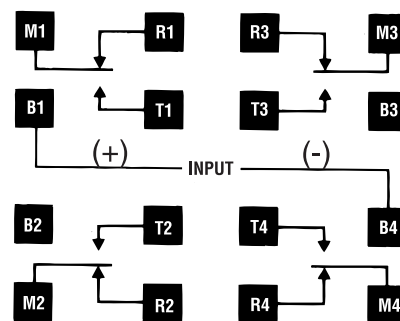 M1 R1 R3 M3
B1 T1 T3 B3
(+) (-)
INPUT
B2 T2 T4 B4
M2 R2 R4 M4